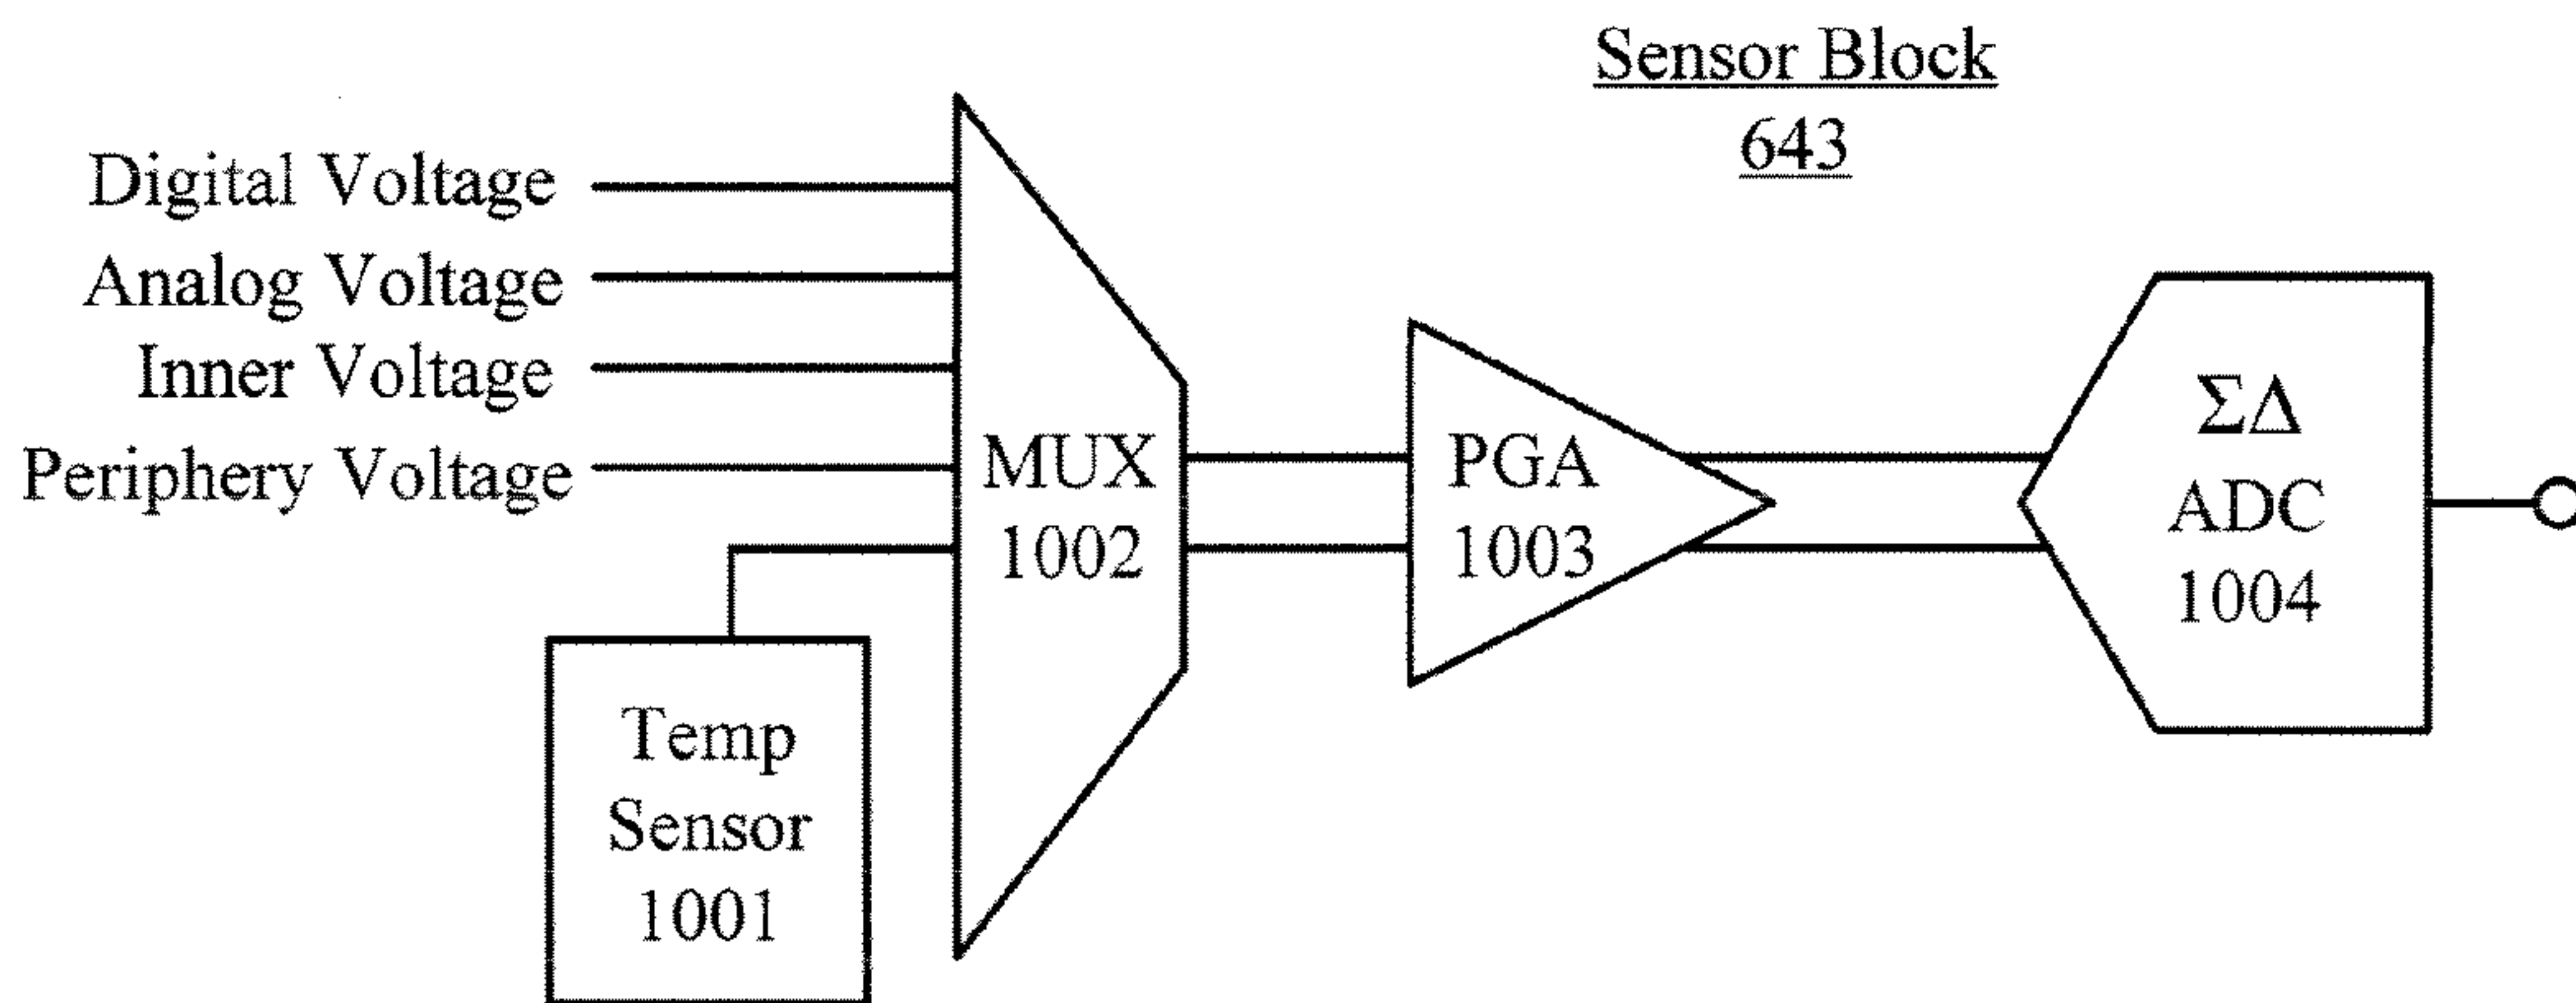 Sensor Block
643
Digital Voltage
Analog Voltage
Inner Voltage
Periphery Voltage
MUX
1002
PGA
1003
ΣΔ
ADC
1004
Temp
Sensor
1001